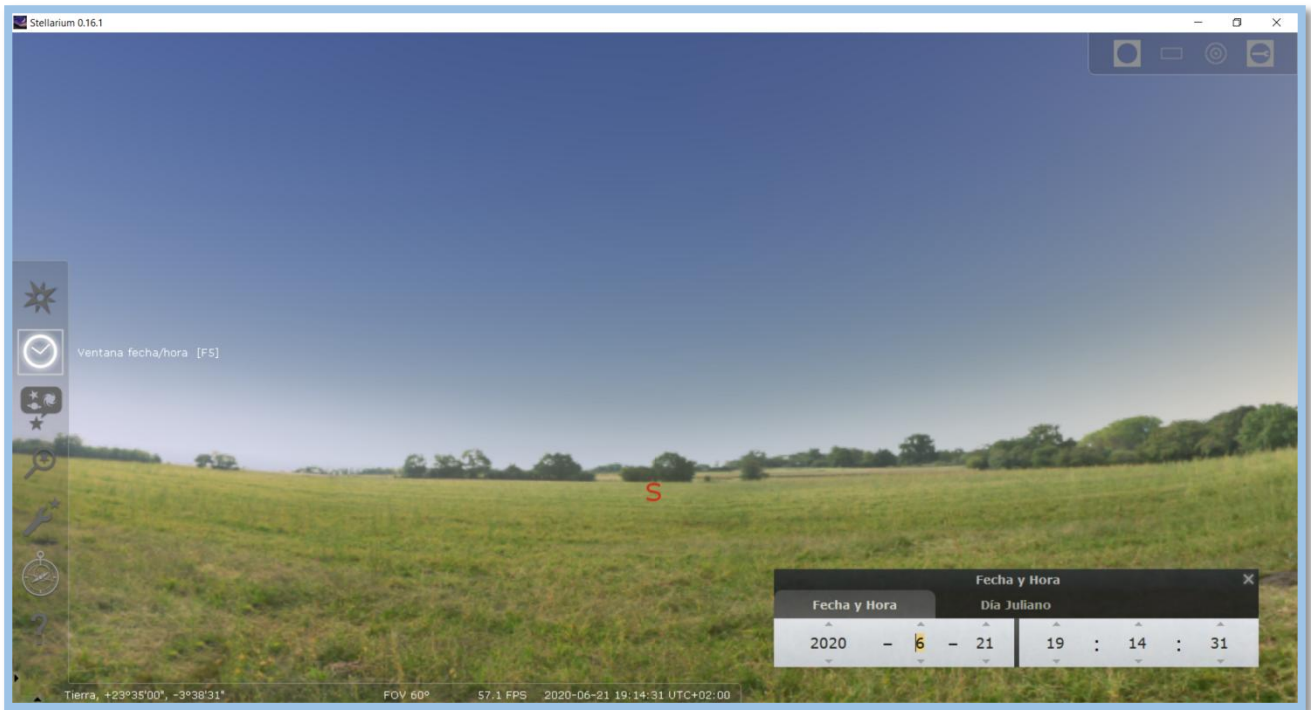 Stellarium 0.16.1
Ventana fecha/hora [F5]
?
S
Fecha y Hora
Fecha y Hora Día Juliano
2020 - 6 - 21 19 : 14 : 31
Tierra, +23°35'00", -3°38'31" FOV 60° 57.1 FPS 2020-06-21 19:14:31 UTC+02:00